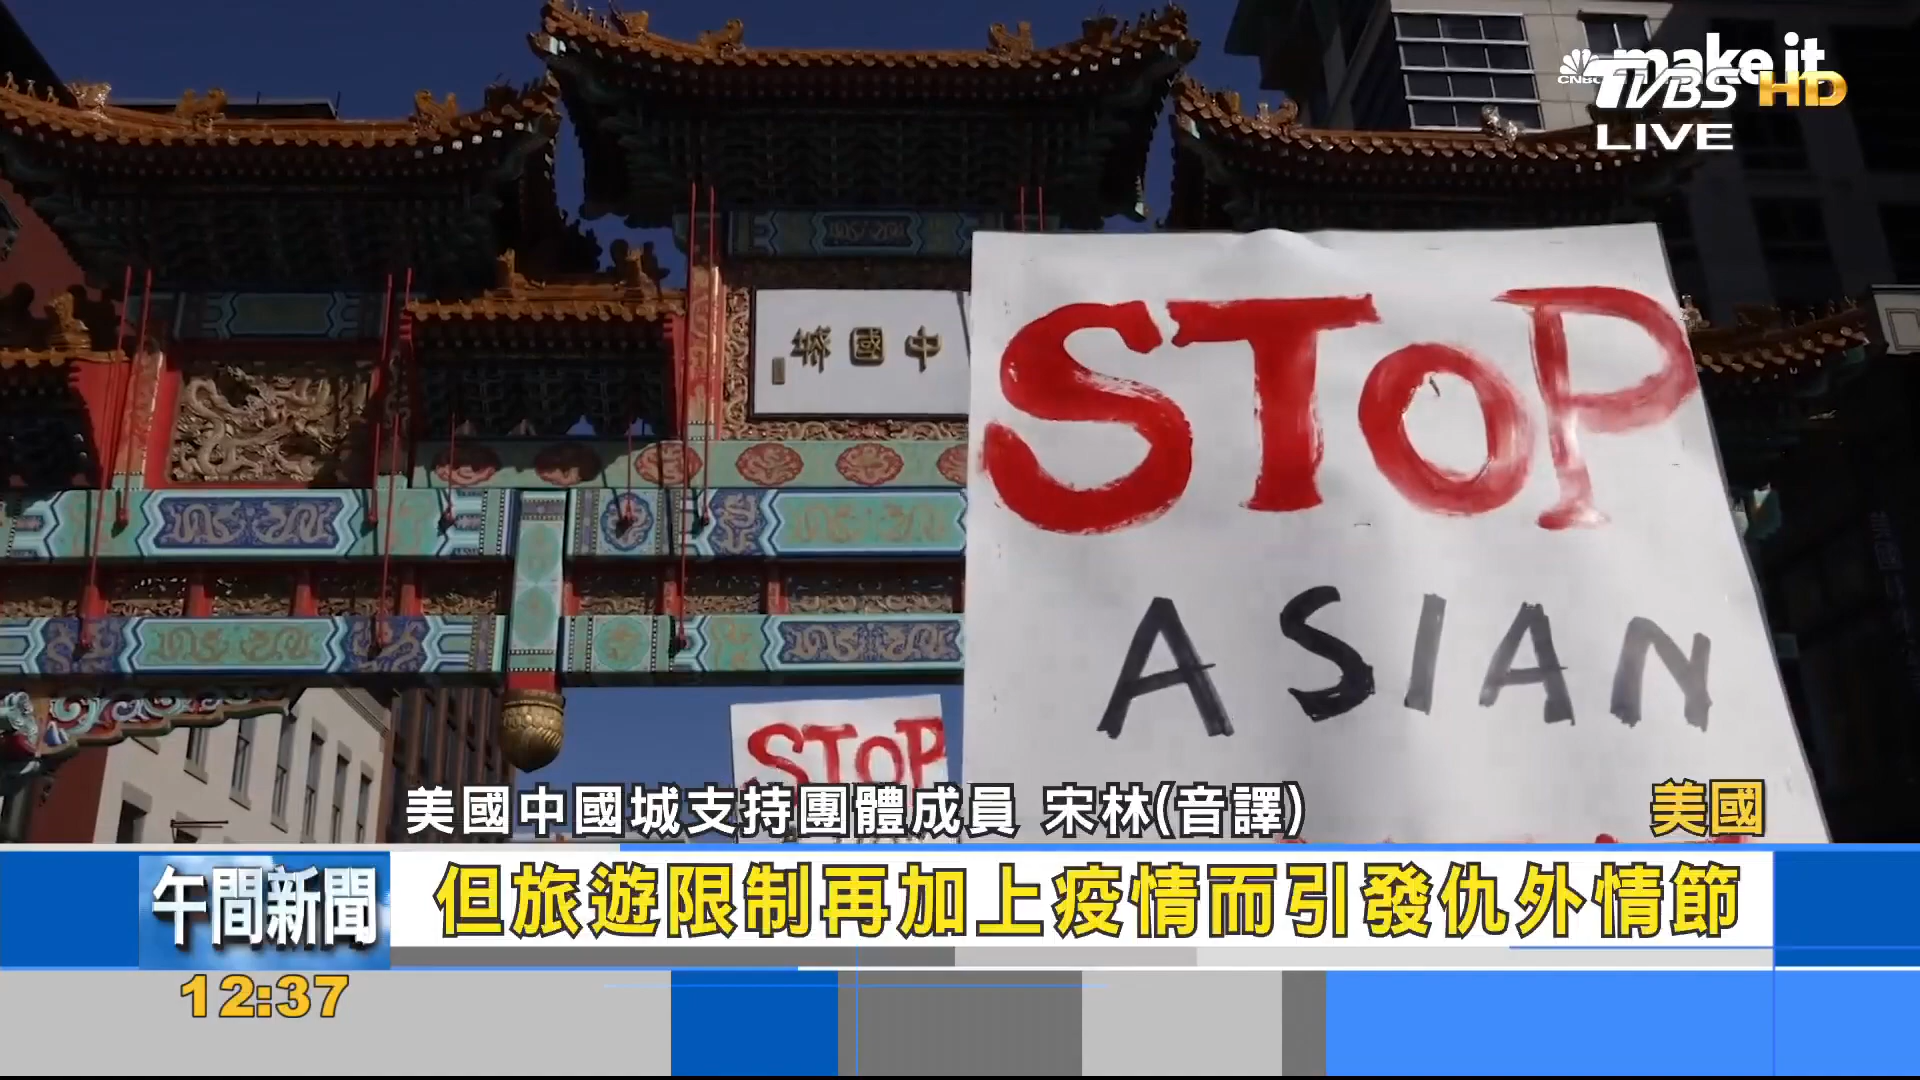 CNBC make it
TVBS HD
LIVE
中國
STOP
ASIAN
STOP
美國中國城支持團體成員 宋林(音譯)
美國
午間新聞
但旅遊限制再加上疫情而引發仇外情節
12:37